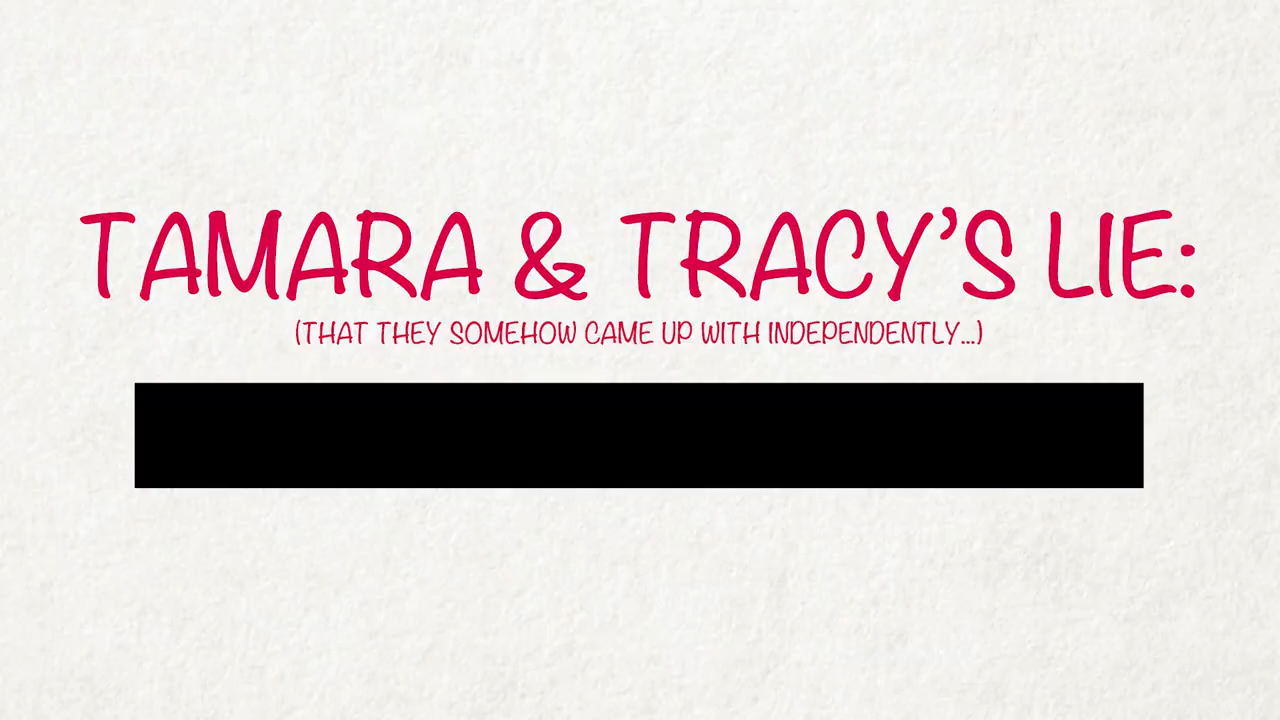 TAMARA & TRACY'S LIE:
(THAT THEY SOMEHOW CAME UP WITH INDEPENDENTLY...)